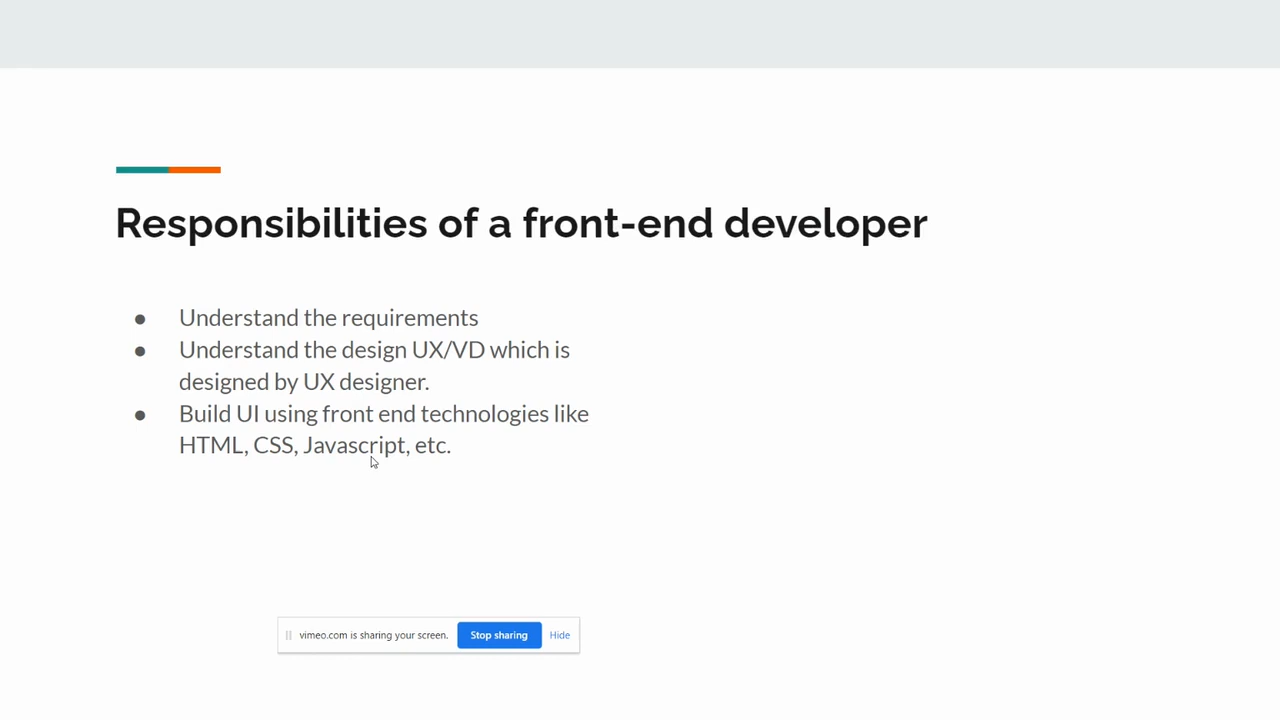 Responsibilities of a front-end developer
● Understand the requirements
● Understand the design UX/VD which is
designed by UX designer.
● Build UI using front end technologies like
HTML, CSS, Javascript, etc.
vimeo.com is sharing your screen. Stop sharing Hide